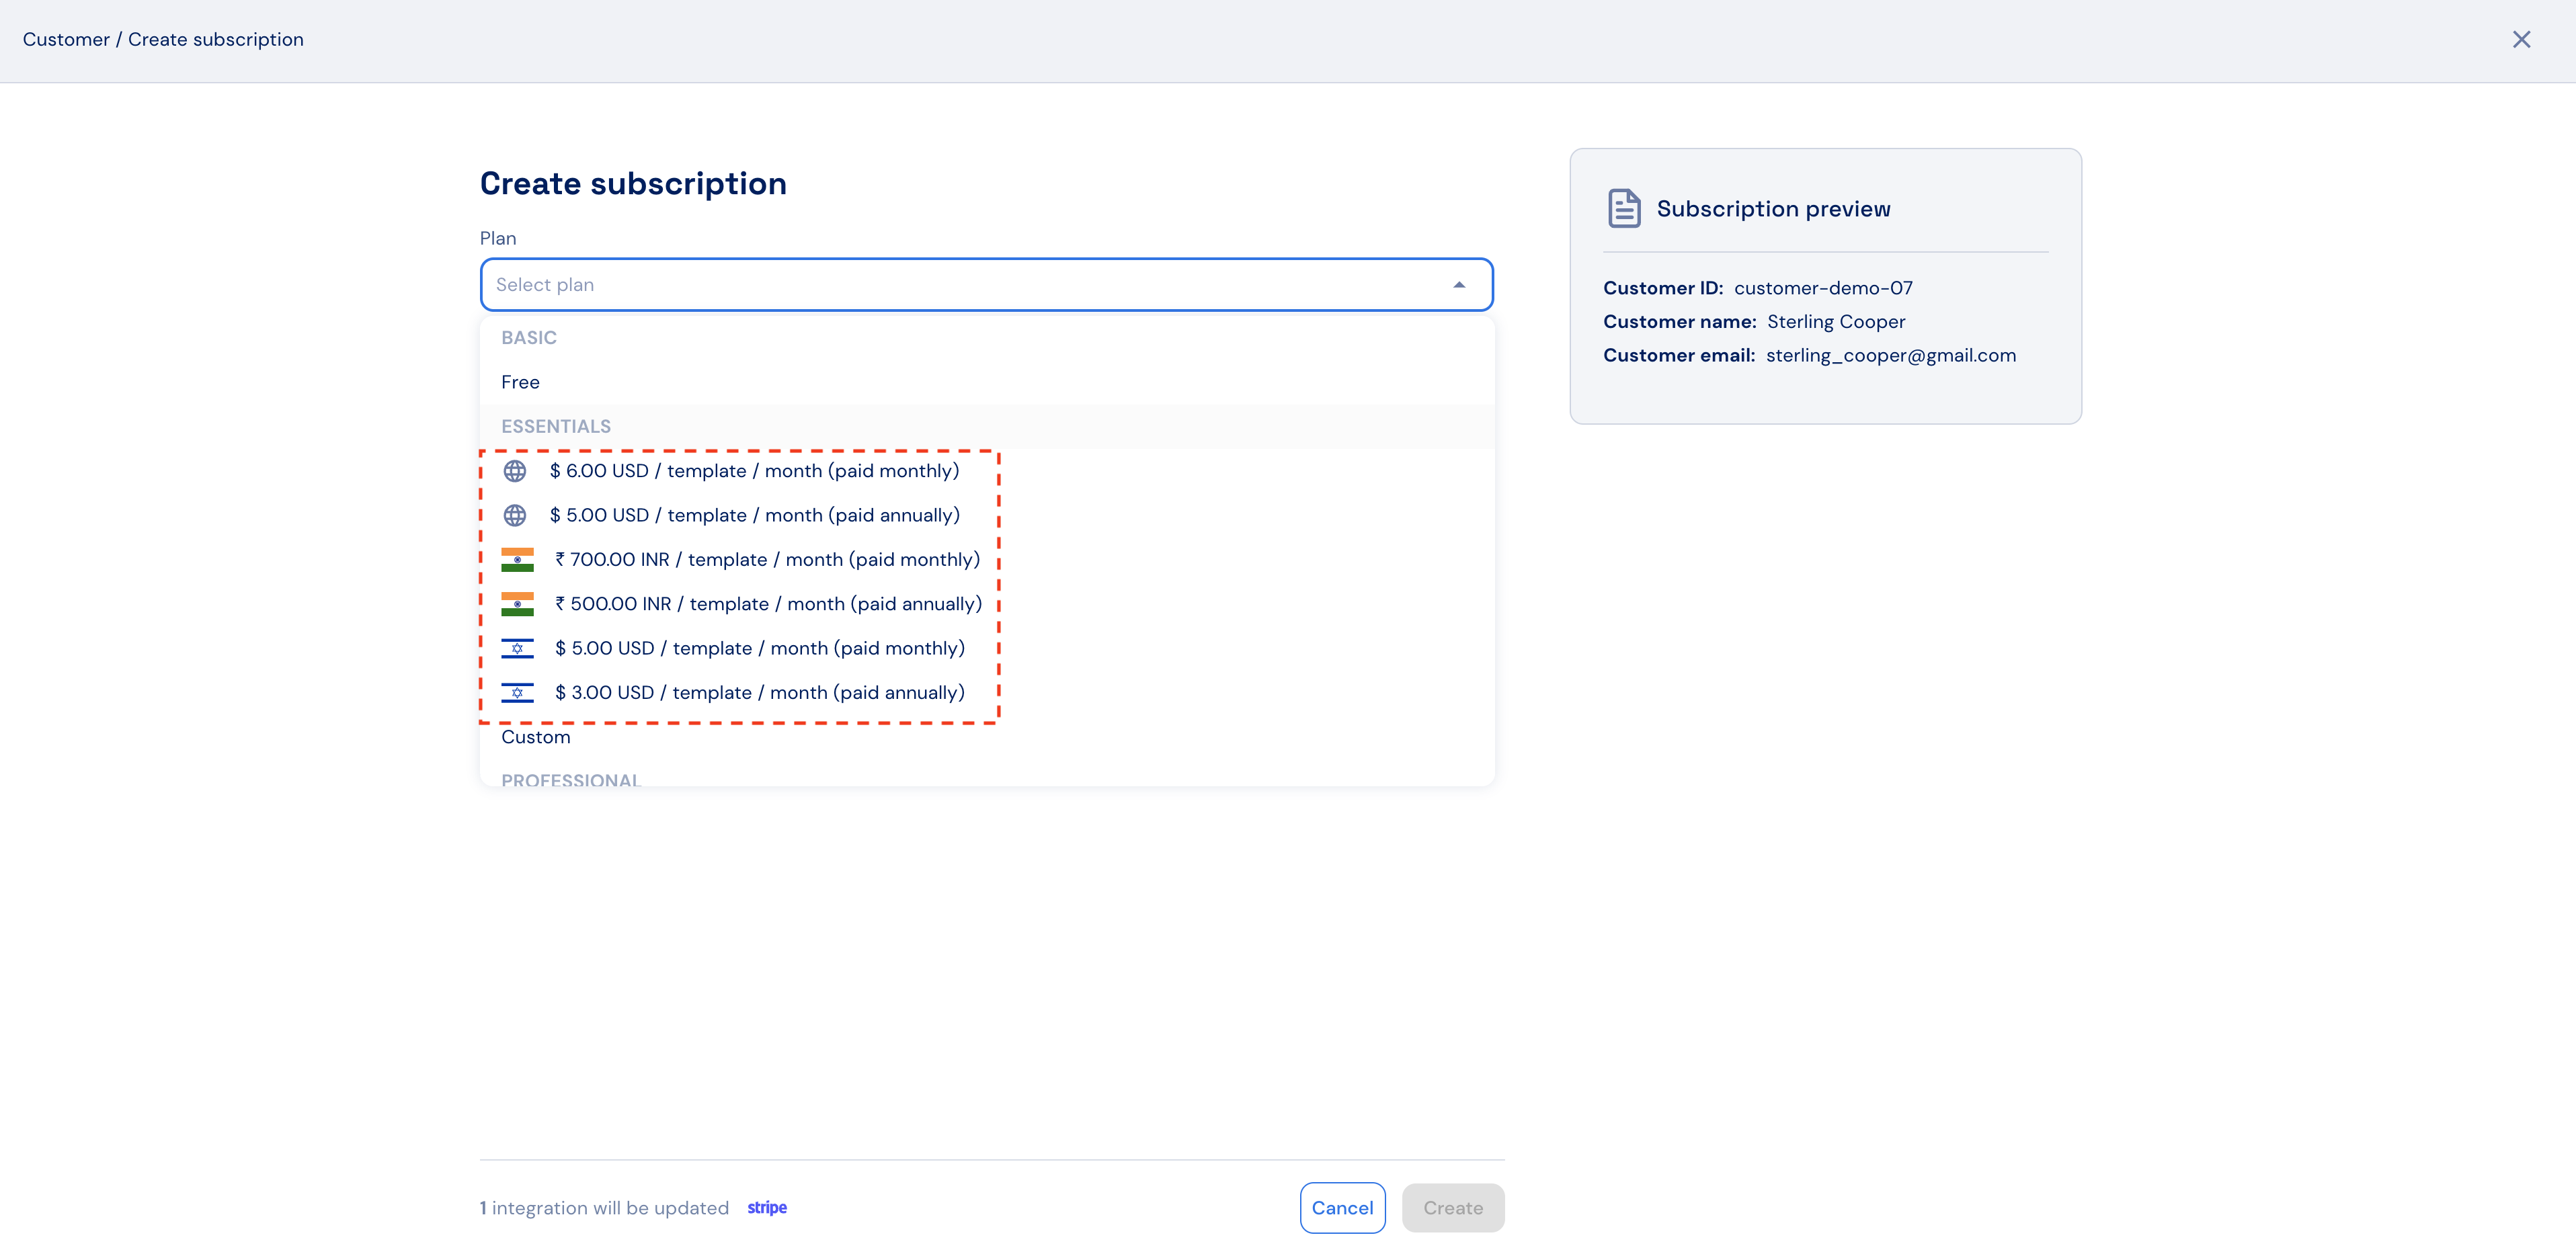 Customer / Create subscription
Create subscription
Plan
Select plan
BASIC
Free
ESSENTIALS
$ 6.00 USD / template / month (paid monthly)
$ 5.00 USD / template / month (paid annually)
₹ 700.00 INR / template / month (paid monthly)
₹ 500.00 INR / template / month (paid annually)
$ 5.00 USD / template / month (paid monthly)
$ 3.00 USD / template / month (paid annually)
Custom
PROFESSIONAL
Subscription preview
Customer ID: customer-demo-07
Customer name: Sterling Cooper
Customer email: sterling_cooper@gmail.com
1 integration will be updated stripe
Cancel
Create